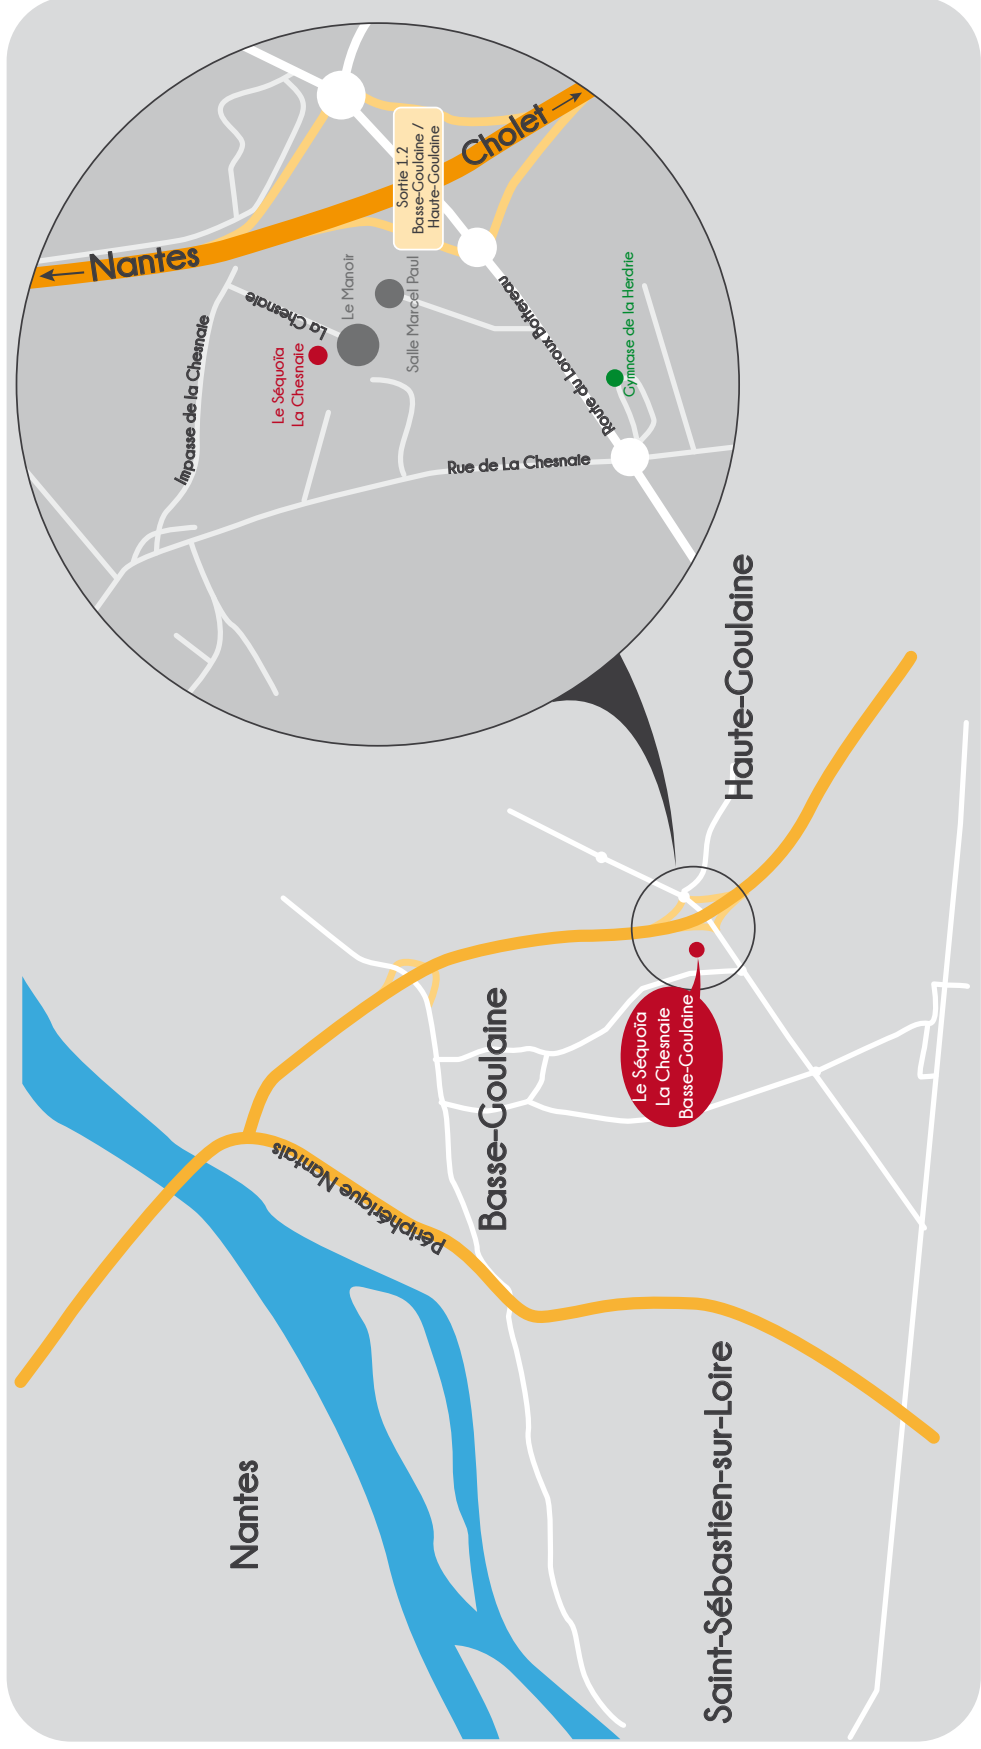 Nantes
Cholet
Sortie 1.2
Basse-Goulaine /
Haute-Goulaine
Impasse de la Chesnaie
La Chesnaie
Le Séquoïa
La Chesnaie
Le Manoir
Salle Marcel Paul
Route du Loroux Bottereau
Gymnase de la Herdrie
Rue de La Chesnaie
Haute-Goulaine
Basse-Goulaine
Le Séquoïa
La Chesnaie
Basse-Goulaine
Périphérique Nantais
Nantes
Saint-Sébastien-sur-Loire